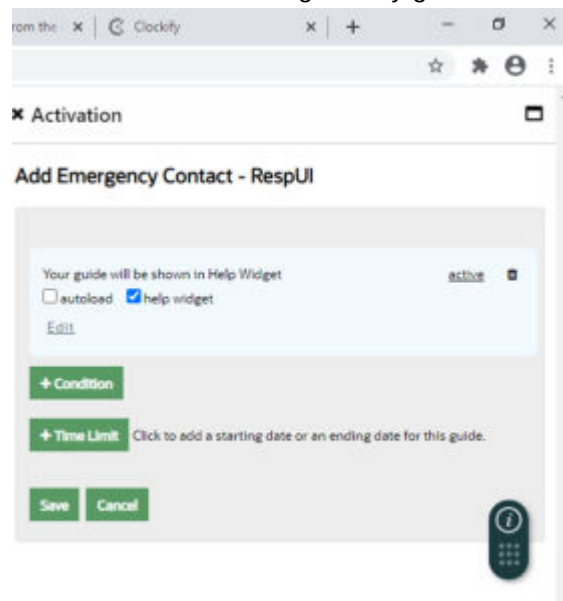 rom the
Clockify
Activation
Add Emergency Contact - RespUI
Your guide will be shown in Help Widget
active
autoload help widget
Edit
+ Condition
+ Time Limit Click to add a starting date or an ending date for this guide.
Save Cancel